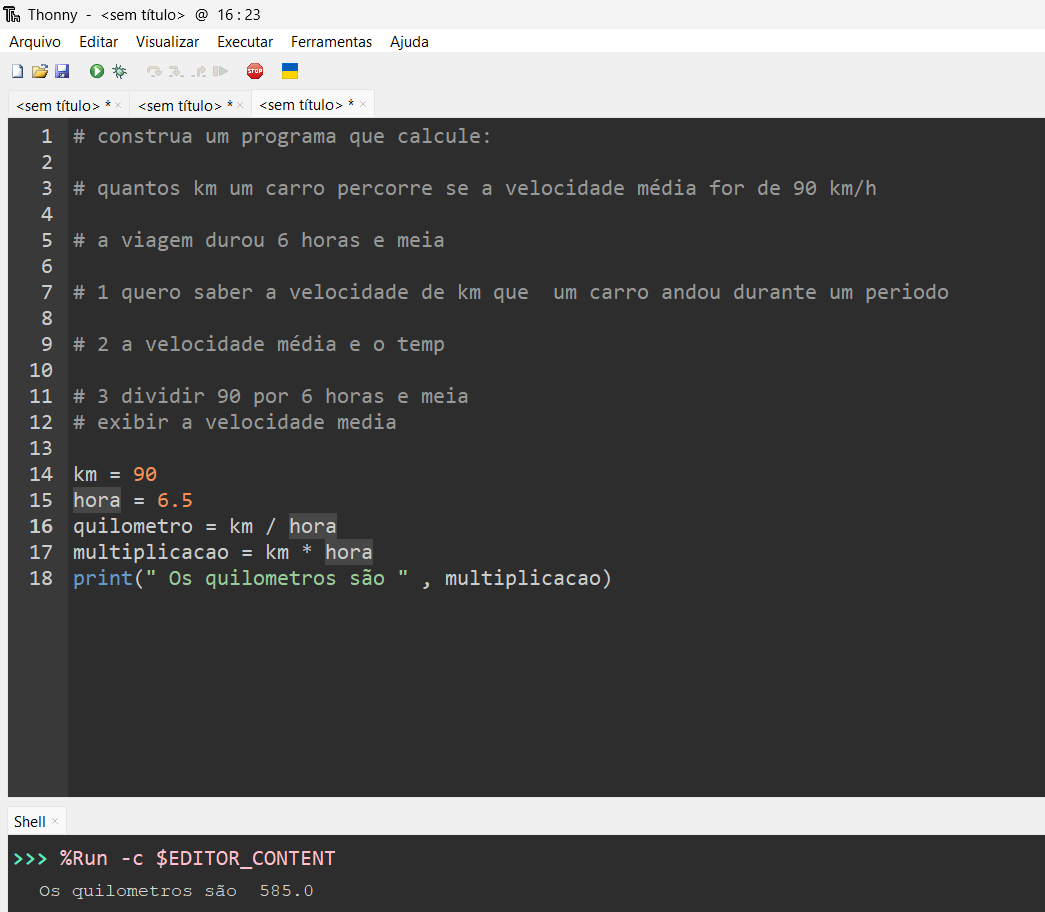 Thonny - <sem título> @ 16 : 23
Arquivo Editar Visualizar Executar Ferramentas Ajuda
STOP
<sem título> * × <sem título> * × <sem título> * ×
1 # construa um programa que calcule:
2
3 # quantos km um carro percorre se a velocidade média for de 90 km/h
4
5 # a viagem durou 6 horas e meia
6
7 # 1 quero saber a velocidade de km que  um carro andou durante um periodo
8
9 # 2 a velocidade média e o temp
10
11 # 3 dividir 90 por 6 horas e meia
12 # exibir a velocidade media
13
14 km = 90
15 hora = 6.5
16 quilometro = km / hora
17 multiplicacao = km * hora
18 print(" Os quilometros são " , multiplicacao)
Shell ×
>>> %Run -c $EDITOR_CONTENT
Os quilometros são  585.0